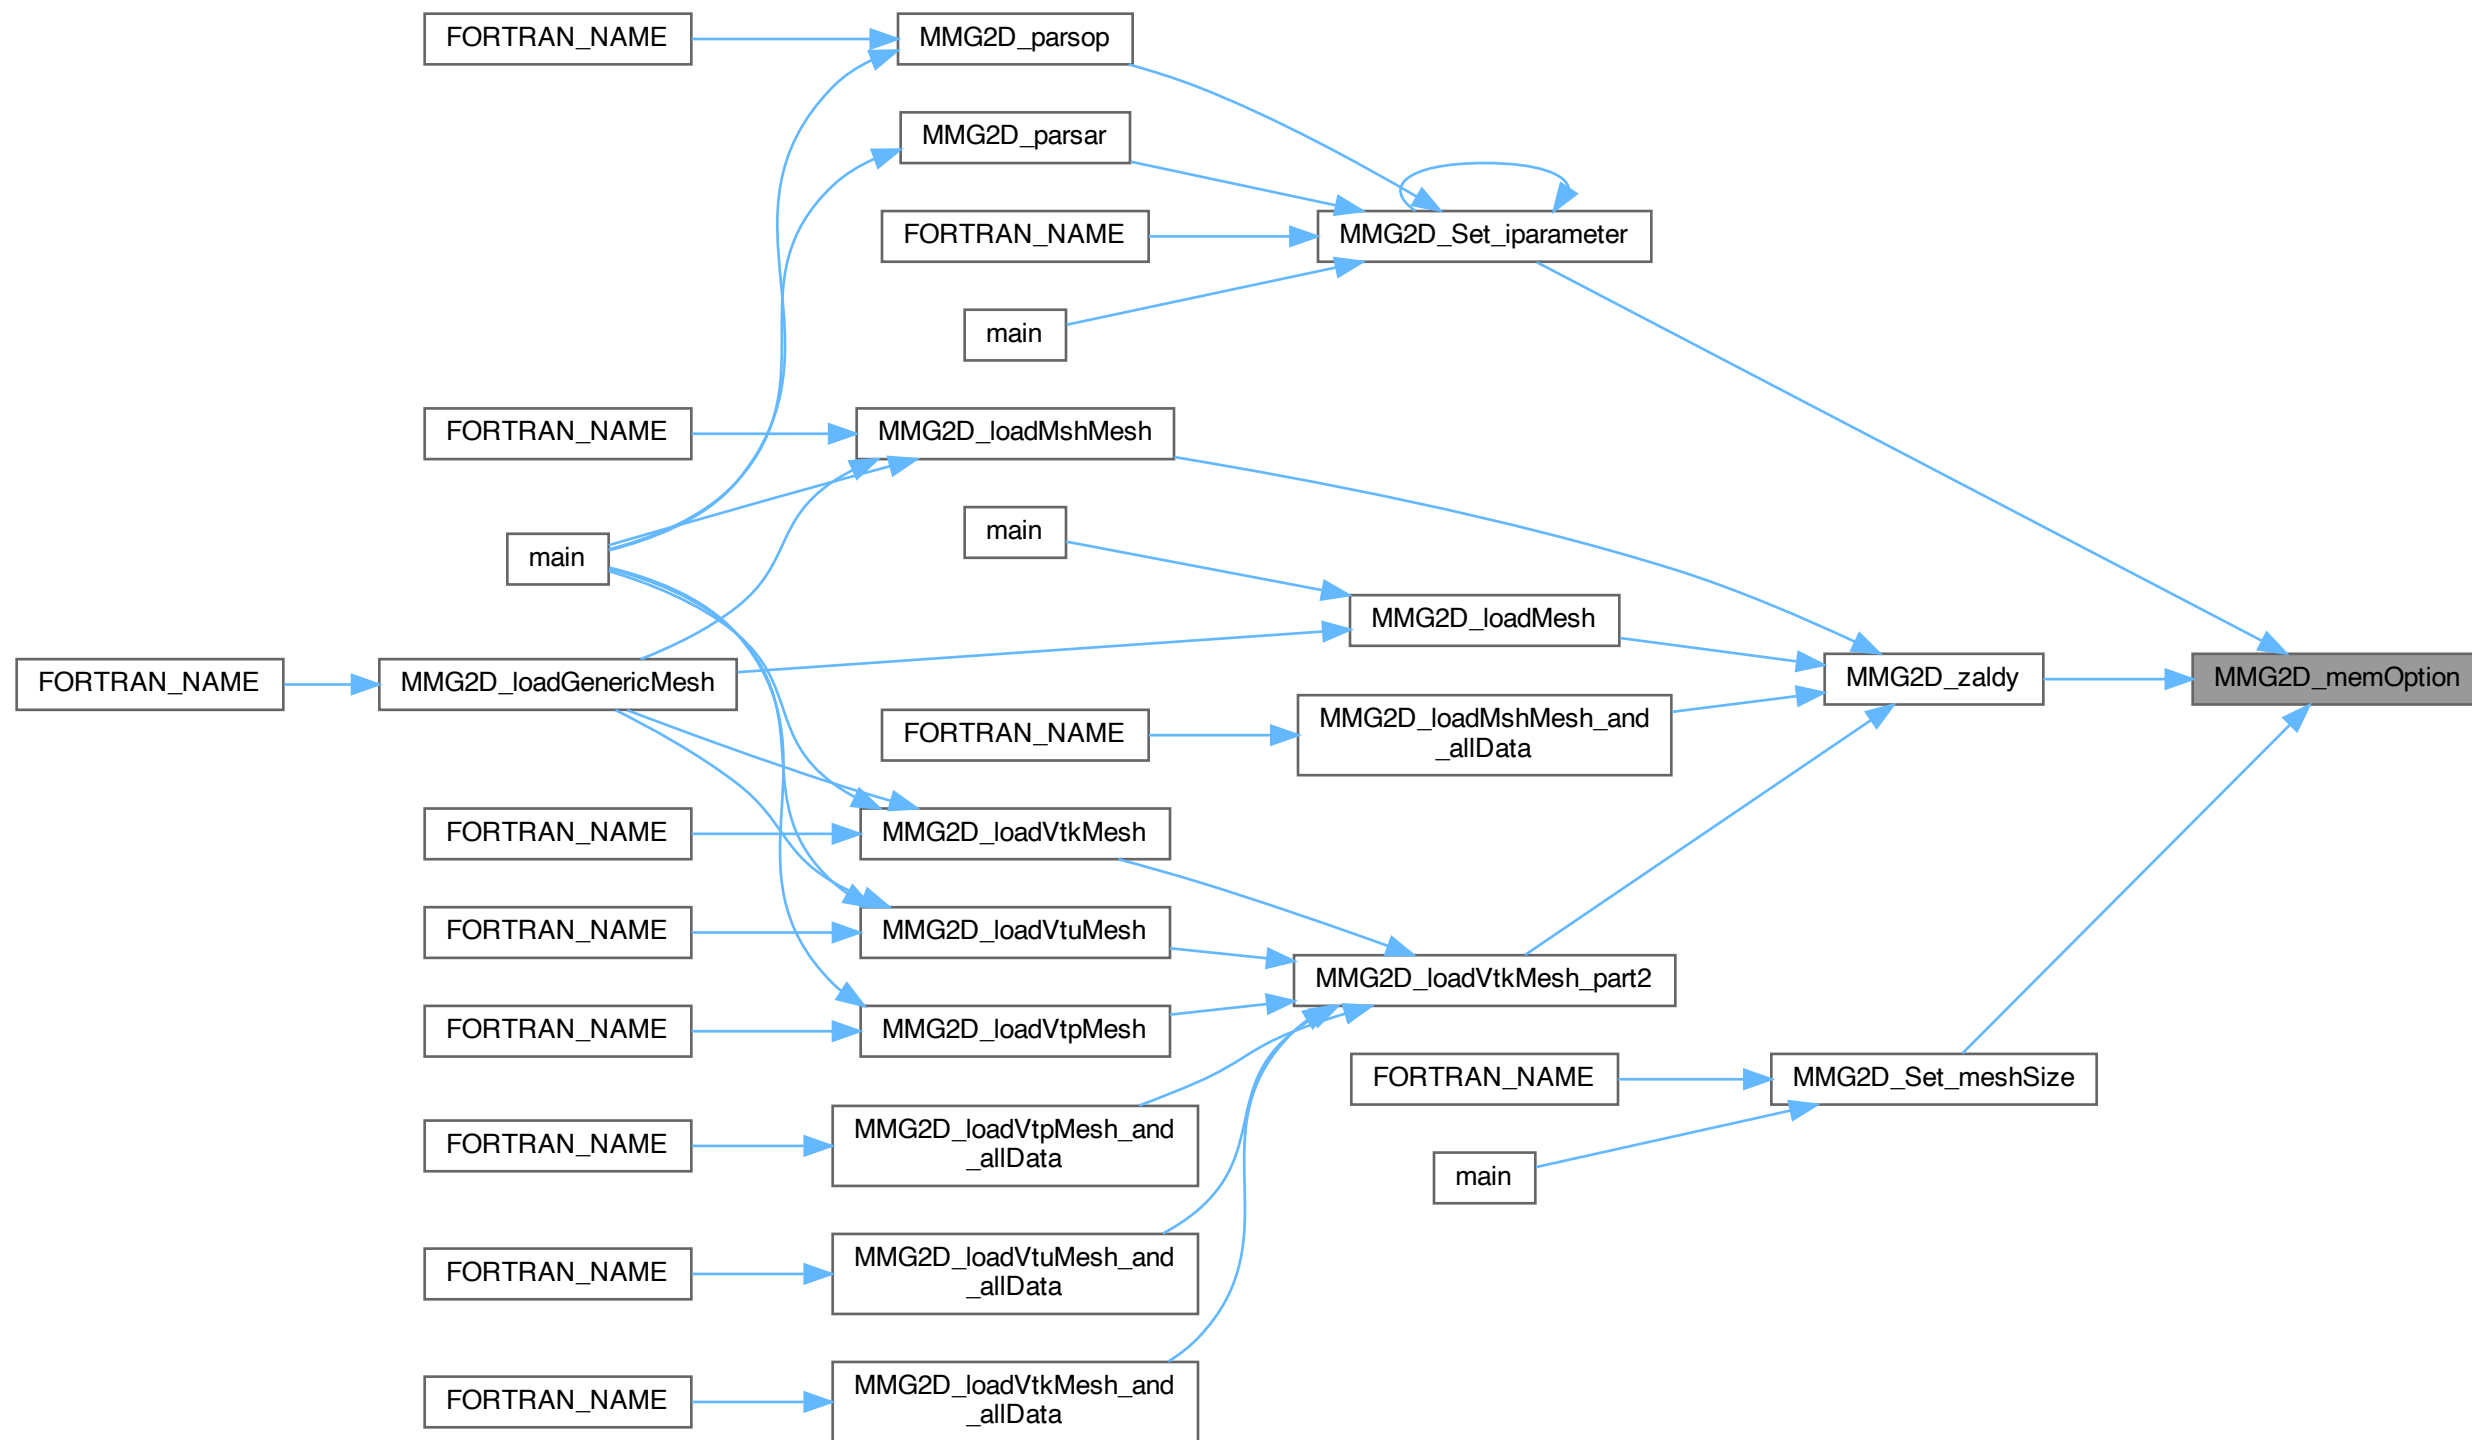 FORTRAN_NAME
MMG2D_parsop
MMG2D_parsar
FORTRAN_NAME
MMG2D_Set_iparameter
main
FORTRAN_NAME
MMG2D_loadMshMesh
main
main
MMG2D_loadMesh
FORTRAN_NAME
MMG2D_loadGenericMesh
MMG2D_zaldy
MMG2D_memOption
FORTRAN_NAME
MMG2D_loadMshMesh_and
_allData
FORTRAN_NAME
MMG2D_loadVtkMesh
FORTRAN_NAME
MMG2D_loadVtuMesh
MMG2D_loadVtkMesh_part2
FORTRAN_NAME
MMG2D_loadVtpMesh
FORTRAN_NAME
MMG2D_Set_meshSize
FORTRAN_NAME
MMG2D_loadVtpMesh_and
_allData
main
FORTRAN_NAME
MMG2D_loadVtuMesh_and
_allData
FORTRAN_NAME
MMG2D_loadVtkMesh_and
_allData